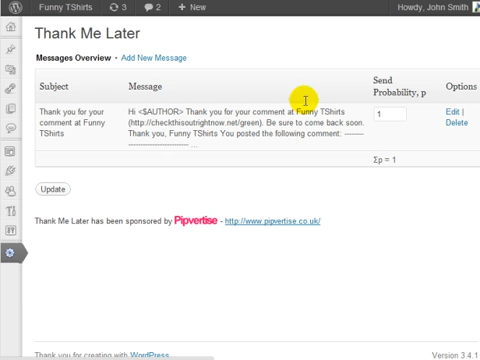 Funny TShirts 3 2 + New Howdy, John Smith
Thank Me Later
Messages Overview • Add New Message
Subject Message Send Probability, p Options
Thank you for your comment at Funny TShirts
Hi <$AUTHOR> Thank you for your comment at Funny TShirts
(http://checkthisoutrightnow.net/green). Be sure to come back soon.
Thank you, Funny TShirts You posted the following comment: -------
------------------------ ...
1
Edit |
Delete
Σp = 1
Update
Thank Me Later has been sponsored by Pipvertise - http://www.pipvertise.co.uk/
Thank you for creating with WordPress. Version 3.4.1